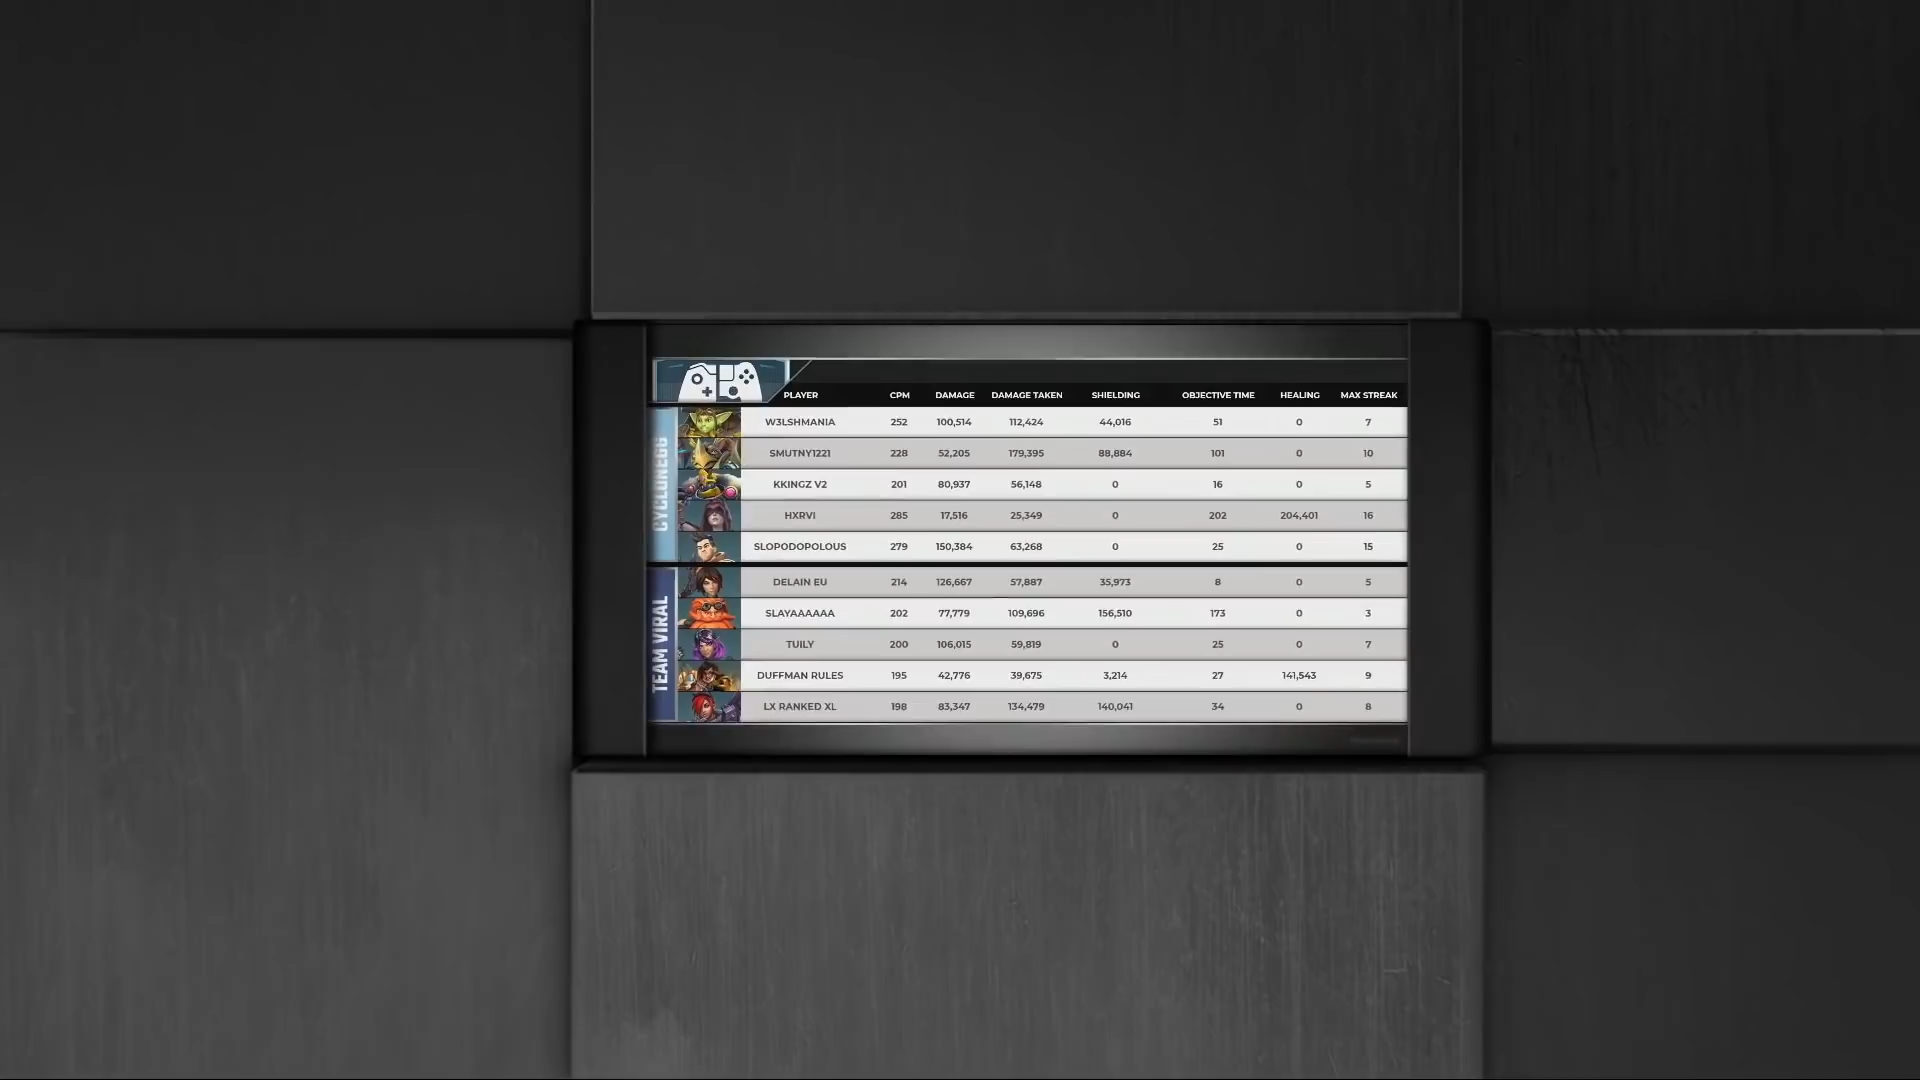 PLAYER CPM DAMAGE DAMAGE TAKEN SHIELDING OBJECTIVE TIME HEALING MAX STREAK
CYCLONEGG
W3LSHMANIA 252 100,514 112,424 44,016 51 0 7
SMUTNY1221 228 52,205 179,395 88,884 101 0 10
KKINGZ V2 201 80,937 56,148 0 16 0 5
HXRVI 285 17,516 25,349 0 202 204,401 16
SLOPODOPOLOUS 279 150,384 63,268 0 25 0 15
TEAM VIRAL
DELAIN EU 214 126,667 57,887 35,973 8 0 5
SLAYAAAAAA 202 77,779 109,696 156,510 173 0 3
TUILY 200 106,015 59,819 0 25 0 7
DUFFMAN RULES 195 42,776 39,675 3,214 27 141,543 9
LX RANKED XL 198 83,347 134,479 140,041 34 0 8